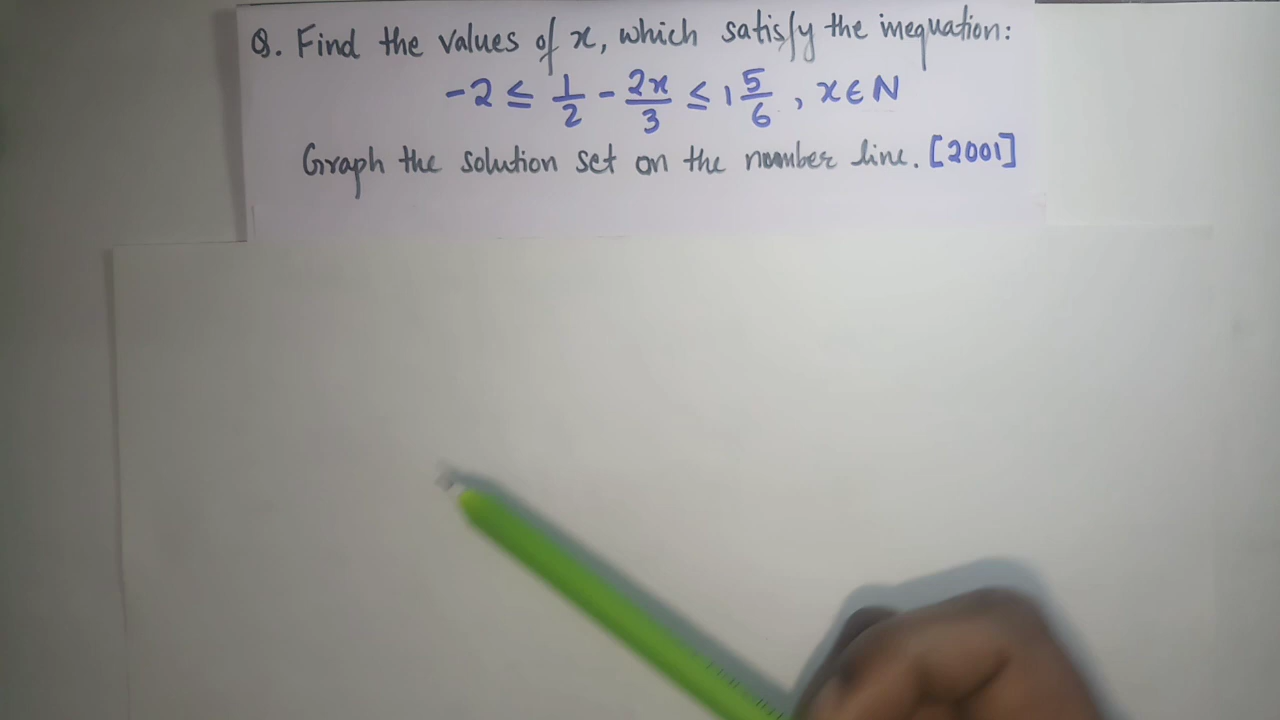 Q. Find the values of x, which satisfy the inequation:
-2 ≤ 1/2 - 2x/3 ≤ 1 5/6, x ∈ N
Graph the solution set on the number line. [2001]